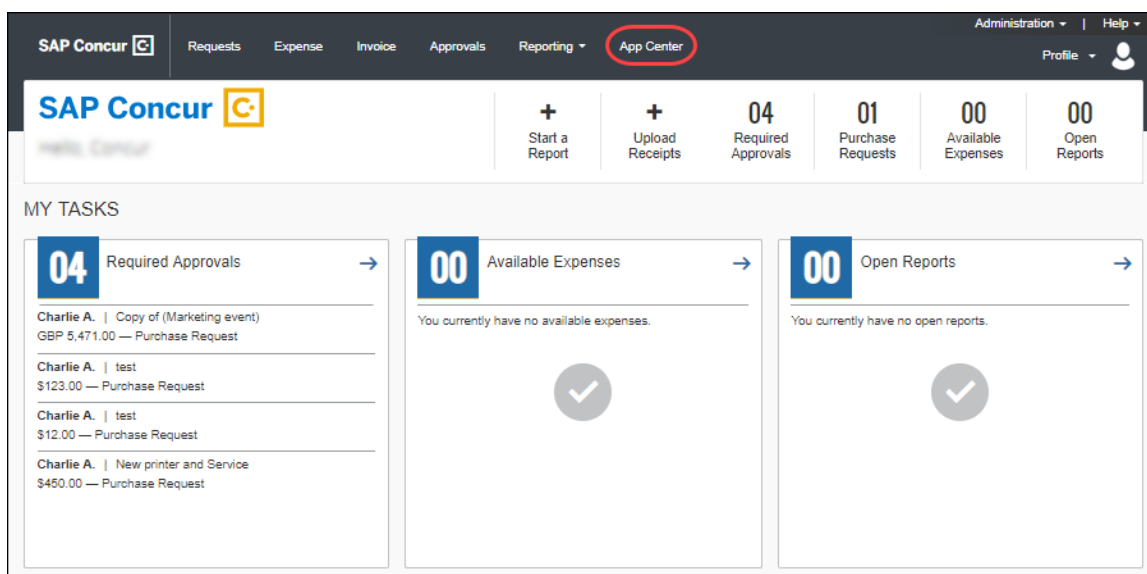 Administration | Help
SAP Concur C Requests Expense Invoice Approvals Reporting App Center
Profile
SAP Concur C
Hello, Concur
+ Start a Report
+ Upload Receipts
04 Required Approvals
01 Purchase Requests
00 Available Expenses
00 Open Reports
MY TASKS
04 Required Approvals →
Charlie A. | Copy of (Marketing event)
GBP 5,471.00 — Purchase Request
Charlie A. | test
$123.00 — Purchase Request
Charlie A. | test
$12.00 — Purchase Request
Charlie A. | New printer and Service
$450.00 — Purchase Request
00 Available Expenses →
You currently have no available expenses.
00 Open Reports →
You currently have no open reports.